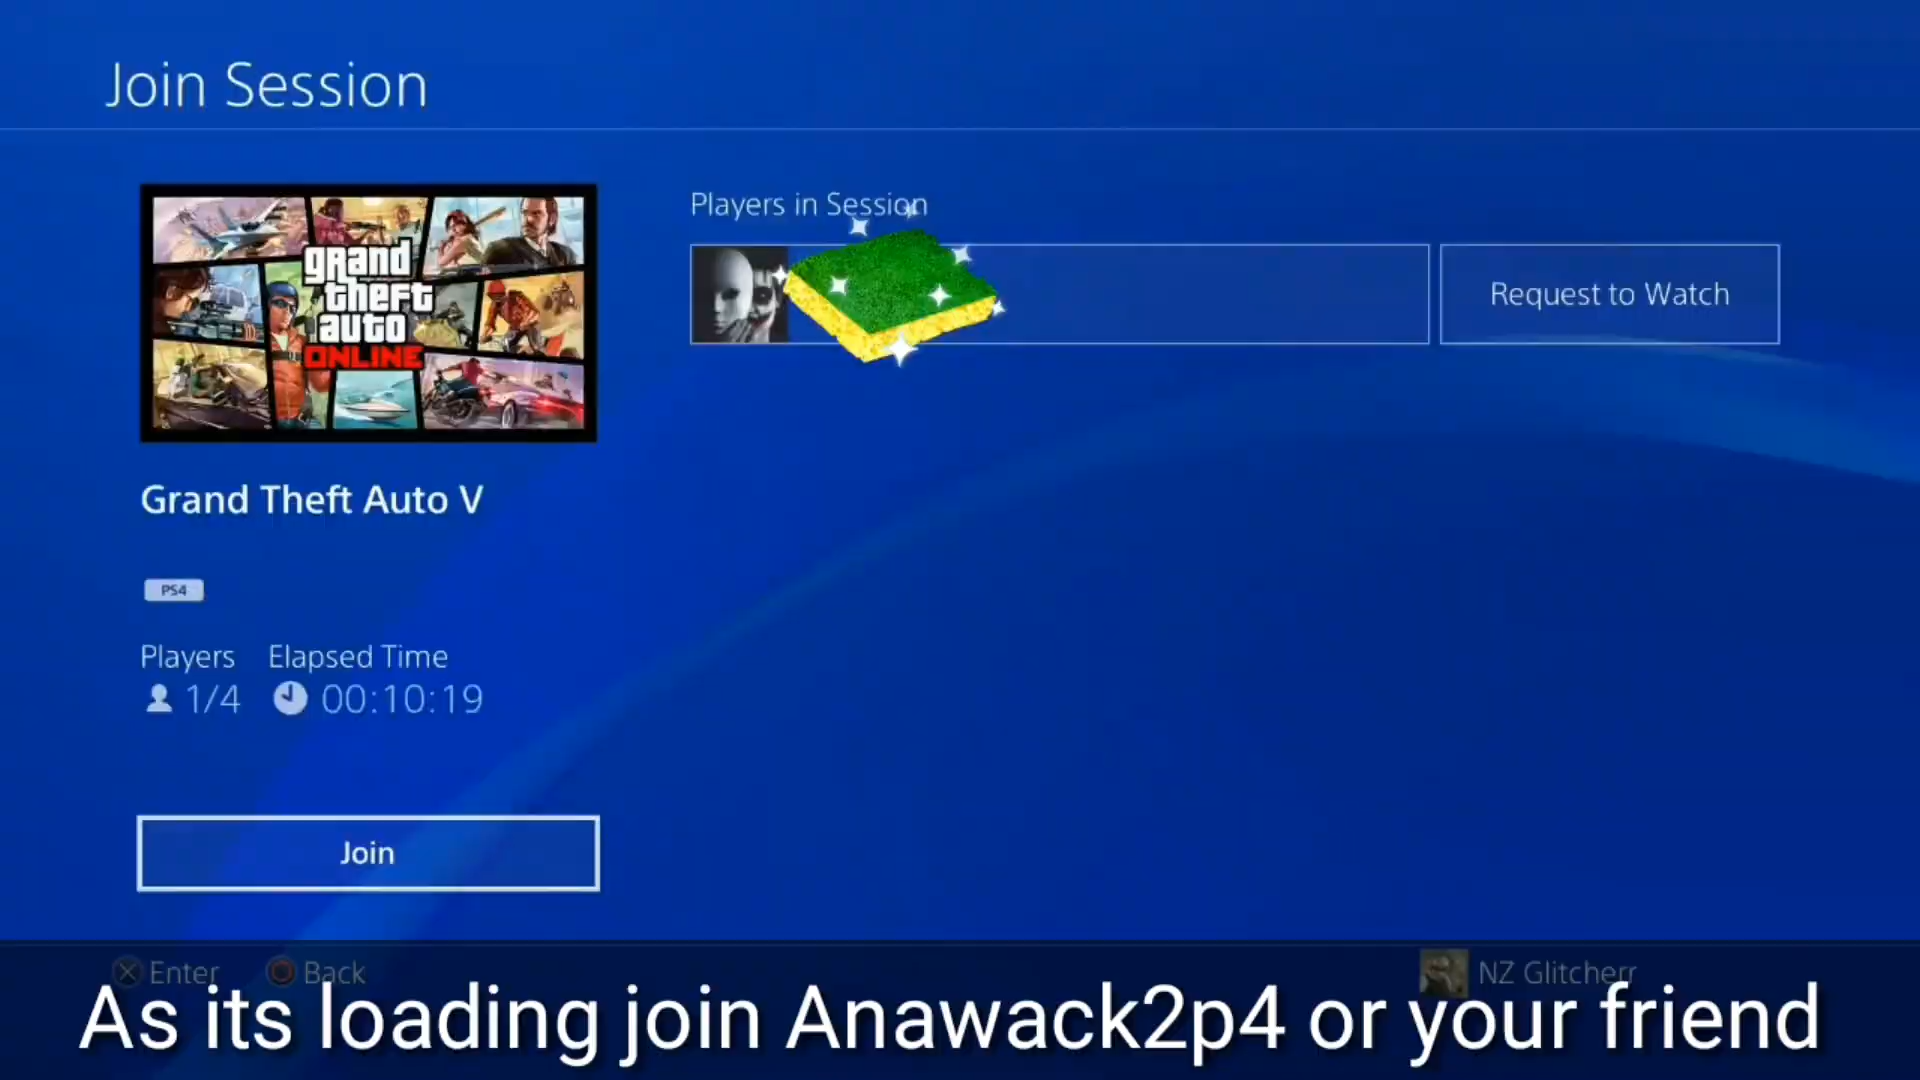 Join Session
grand
theft
auto
ONLINE
Players in Session
Request to Watch
Grand Theft Auto V
PS4
Players
Elapsed Time
1/4
00:10:19
Join
Enter
Back
NZ Glitcherr
As its loading join Anawack2p4 or your friend